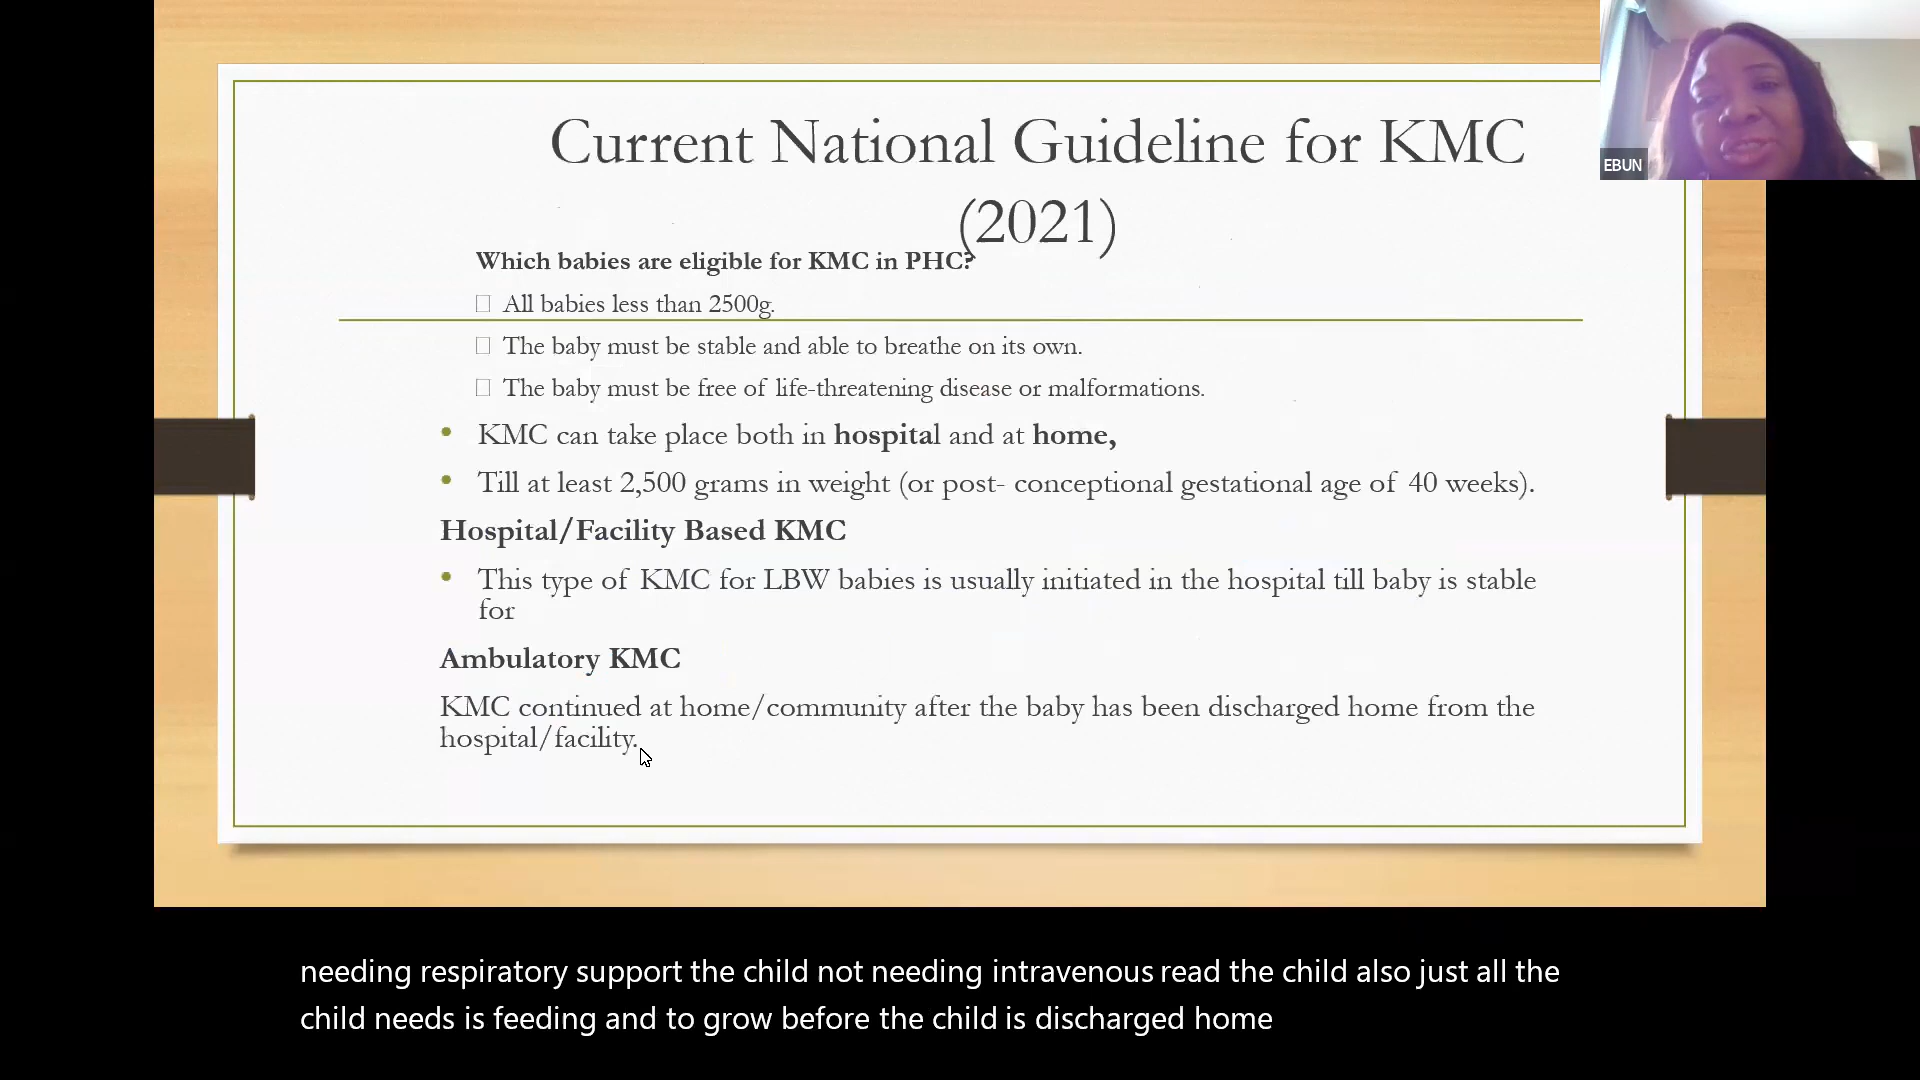 Current National Guideline for KMC
(2021)
EBUN
Which babies are eligible for KMC in PHC?
All babies less than 2500g.
The baby must be stable and able to breathe on its own.
The baby must be free of life-threatening disease or malformations.
• KMC can take place both in hospital and at home,
• Till at least 2,500 grams in weight (or post- conceptional gestational age of 40 weeks).
Hospital/Facility Based KMC
• This type of KMC for LBW babies is usually initiated in the hospital till baby is stable
for
Ambulatory KMC
KMC continued at home/community after the baby has been discharged home from the
hospital/facility.
needing respiratory support the child not needing intravenous read the child also just all the
child needs is feeding and to grow before the child is discharged home